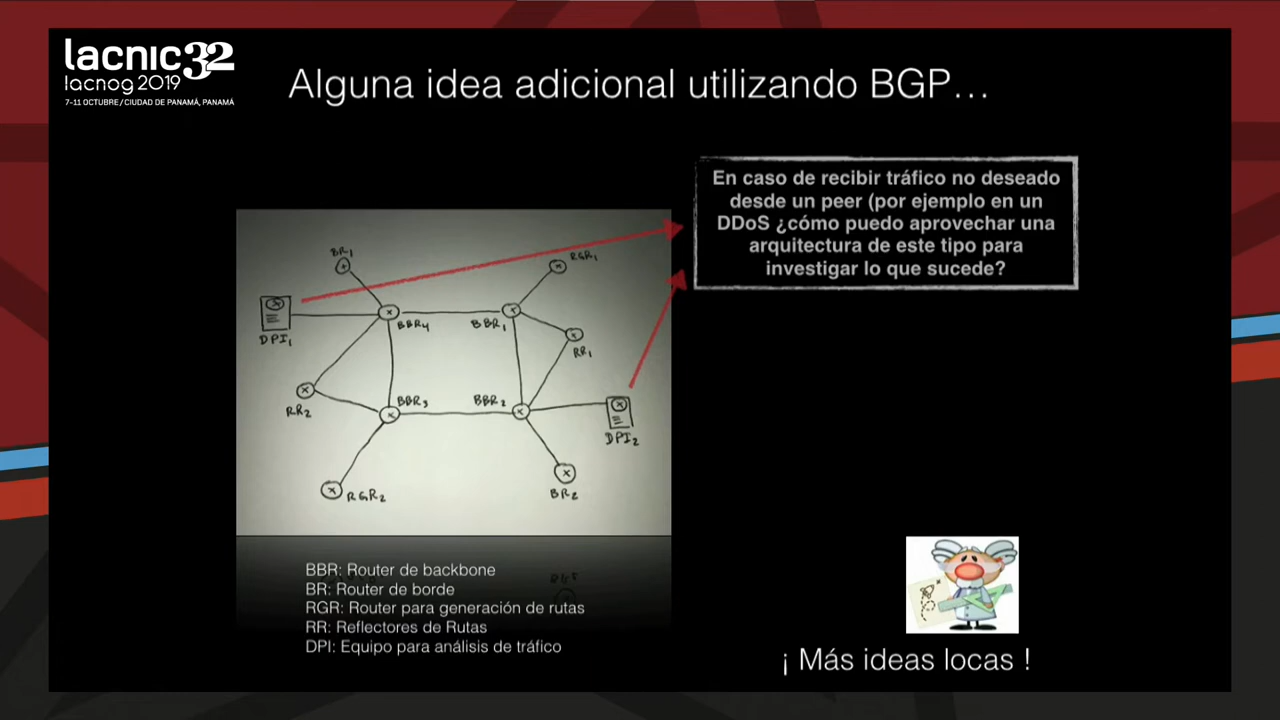 lacnic32
lacnog 2019
7-11 OCTUBRE / CIUDAD DE PANAMÁ, PANAMÁ
Alguna idea adicional utilizando BGP...
En caso de recibir tráfico no deseado
desde un peer (por ejemplo en un
DDoS ¿cómo puedo aprovechar una
arquitectura de este tipo para
investigar lo que sucede?
BR1
RGR1
DPI1
BBR4
BBR1
RR1
RR2
BBR3
BBR2
DPI2
RGR2
BR2
BBR: Router de backbone
BR: Router de borde
RGR: Router para generación de rutas
RR: Reflectores de Rutas
DPI: Equipo para análisis de tráfico
¡ Más ideas locas !